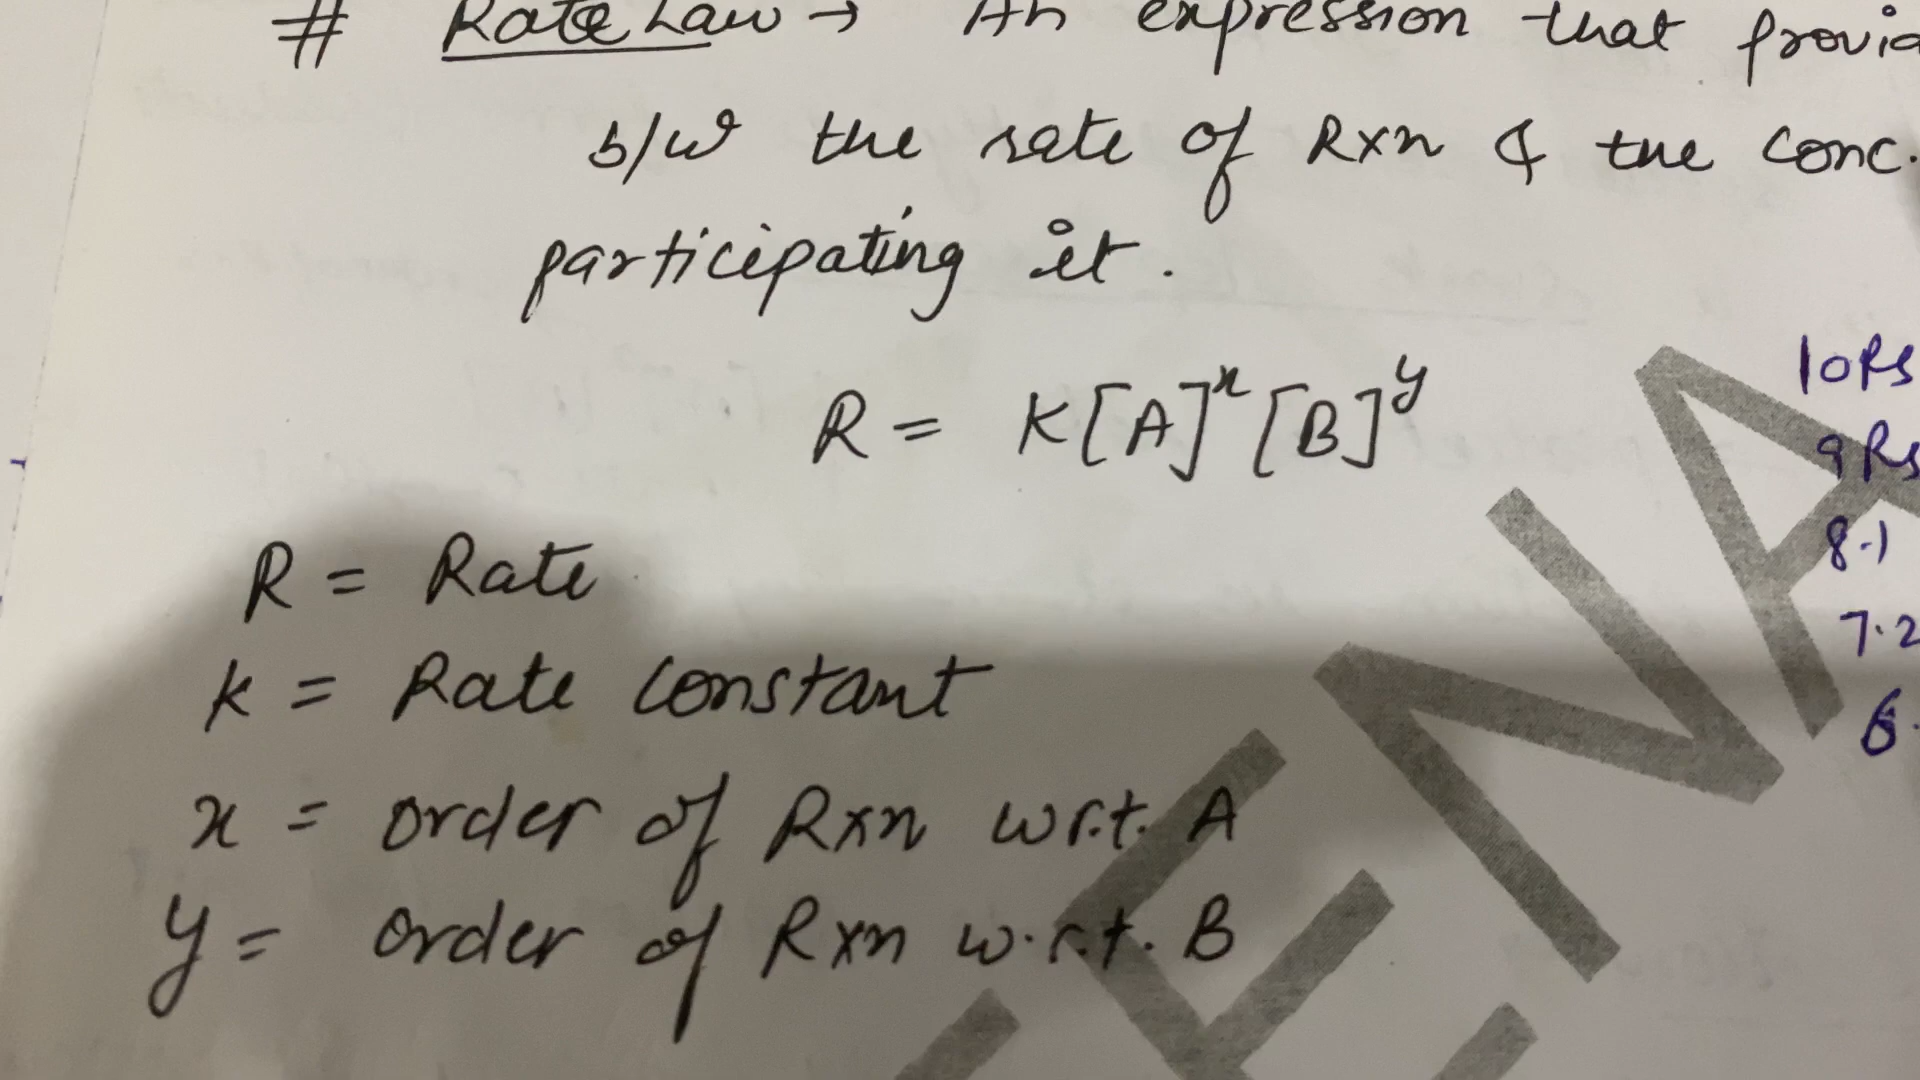 # Rate Law → An expression that
b/w the rate of Rxn & the conc.
participating it.
R = K[A]^x [B]^y
10Rs
9Rs
R = Rate
8.1
k = Rate constant
7.2
x = order of Rxn w.r.t. A
6.
y = order of Rxn w.r.t. B